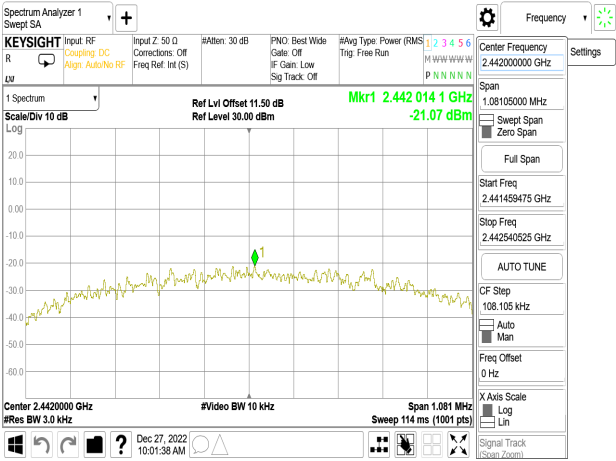 Spectrum Analyzer 1
Swept SA
Frequency
KEYSIGHT
R
Input: RF
Coupling: DC
Align: Auto/No RF
Input Z: 50 Ω
Corrections: Off
Freq Ref: Int (S)
#Atten: 30 dB
PNO: Best Wide
Gate: Off
IF Gain: Low
Sig Track: Off
#Avg Type: Power (RMS
Trig: Free Run
1 2 3 4 5 6
M W W W W W
P N N N N N
1 Spectrum
Scale/Div 10 dB
Log
Ref Lvl Offset 11.50 dB
Ref Level 30.00 dBm
Mkr1 2.442 014 1 GHz
-21.07 dBm
20.0
10.0
0.00
-10.0
-20.0
-30.0
-40.0
-50.0
-60.0
1
Center 2.4420000 GHz
#Res BW 3.0 kHz
#Video BW 10 kHz
Span 1.081 MHz
Sweep 114 ms (1001 pts)
Dec 27, 2022
10:01:38 AM
Center Frequency
2.442000000 GHz
Span
1.08105000 MHz
Swept Span
Zero Span
Full Span
Start Freq
2.441459475 GHz
Stop Freq
2.442540525 GHz
AUTO TUNE
CF Step
108.105 kHz
Auto
Man
Freq Offset
0 Hz
X Axis Scale
Log
Lin
Signal Track
(Span Zoom)
Settings